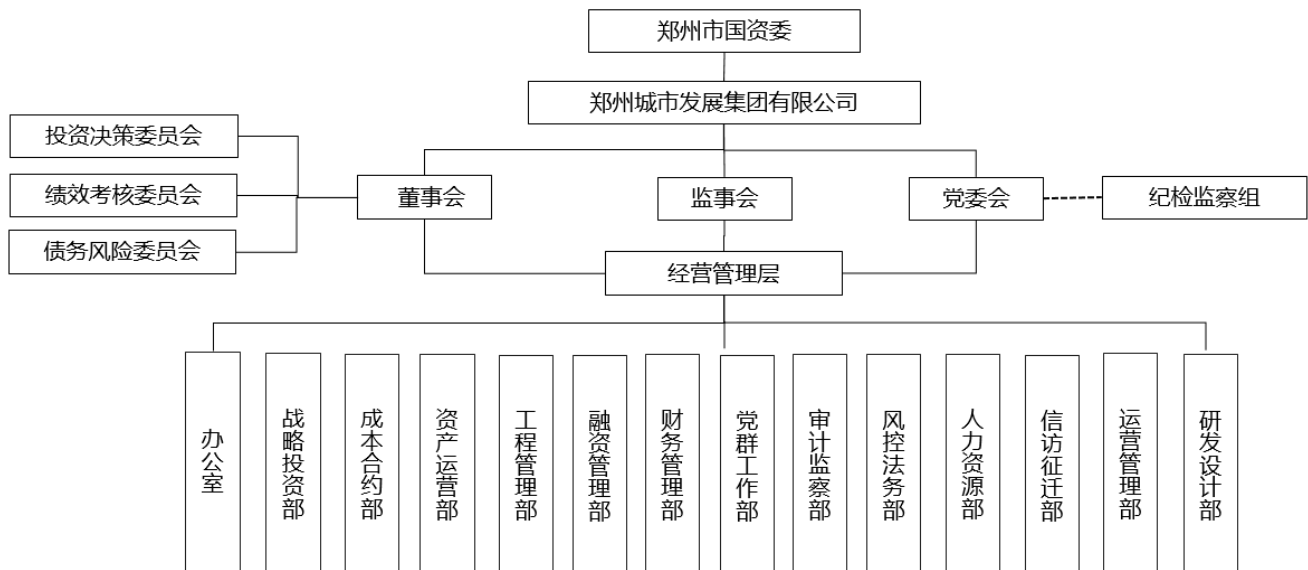 郑州市国资委
郑州城市发展集团有限公司
投资决策委员会
绩效考核委员会
债务风险委员会
董事会
监事会
党委会
纪检监察组
经营管理层
办公室
战略投资部
成本合约部
资产运营部
工程管理部
融资管理部
财务管理部
党群工作部
审计监察部
风控法务部
人力资源部
信访征迁部
运营管理部
研发设计部